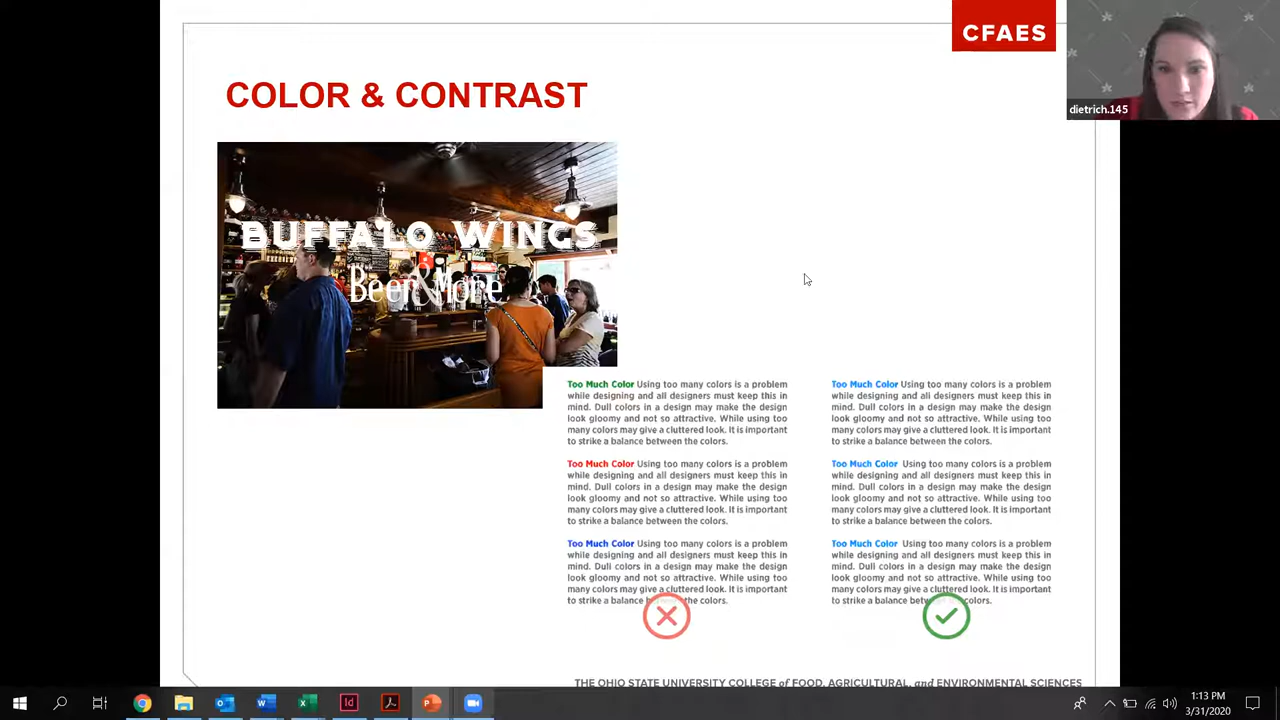 CFAES
dietrich.145
COLOR & CONTRAST
BUFFALO WINGS
Beer&More
Too Much Color Using too many colors is a problem
while designing and all designers must keep this in
mind. Dull colors in a design may make the design
look gloomy and not so attractive. While using too
many colors may give a cluttered look. It is important
to strike a balance between the colors.
Too Much Color Using too many colors is a problem
while designing and all designers must keep this in
mind. Dull colors in a design may make the design
look gloomy and not so attractive. While using too
many colors may give a cluttered look. It is important
to strike a balance between the colors.
Too Much Color Using too many colors is a problem
while designing and all designers must keep this in
mind. Dull colors in a design may make the design
look gloomy and not so attractive. While using too
many colors may give a cluttered look. It is important
to strike a balance the colors.
Too Much Color Using too many colors is a problem
while designing and all designers must keep this in
mind. Dull colors in a design may make the design
look gloomy and not so attractive. While using too
many colors may give a cluttered look. It is important
to strike a balance between the colors.
Too Much Color Using too many colors is a problem
while designing and all designers must keep this in
mind. Dull colors in a design may make the design
look gloomy and not so attractive. While using too
many colors may give a cluttered look. It is important
to strike a balance between the colors.
Too Much Color Using too many colors is a problem
while designing and all designers must keep this in
mind. Dull colors in a design may make the design
look gloomy and not so attractive. While using too
many colors may give a cluttered look. It is important
to strike a balance colors.
THE OHIO STATE UNIVERSITY COLLEGE of FOOD, AGRICULTURAL, and ENVIRONMENTAL SCIENCES
1:13 PM
3/31/2020